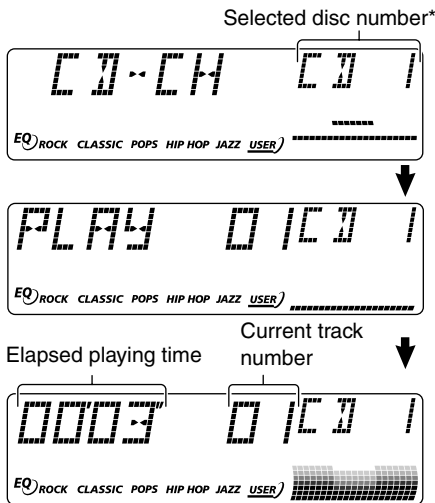 Selected disc number*
CD-CH CD 1
EQ ROCK CLASSIC POPS HIP HOP JAZZ USER
PLAY 01 CD 1
EQ ROCK CLASSIC POPS HIP HOP JAZZ USER
Elapsed playing time
Current track
number
00'03" 01 CD 1
EQ ROCK CLASSIC POPS HIP HOP JAZZ USER